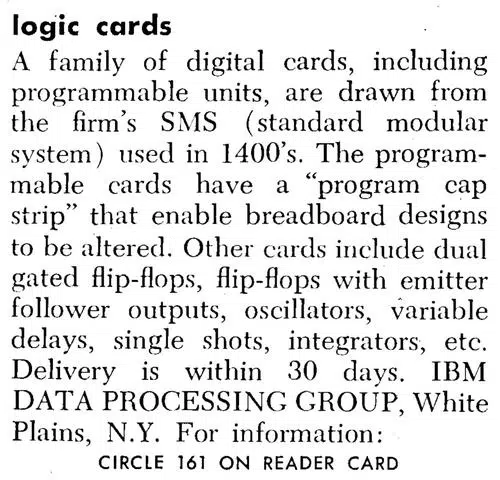 logic cards
A family of digital cards, including
programmable units, are drawn from
the firm's SMS (standard modular
system) used in 1400's. The program-
mable cards have a "program cap
strip" that enable breadboard designs
to be altered. Other cards include dual
gated flip-flops, flip-flops with emitter
follower outputs, oscillators, variable
delays, single shots, integrators, etc.
Delivery is within 30 days. IBM
DATA PROCESSING GROUP, White
Plains, N.Y. For information:
CIRCLE 161 ON READER CARD